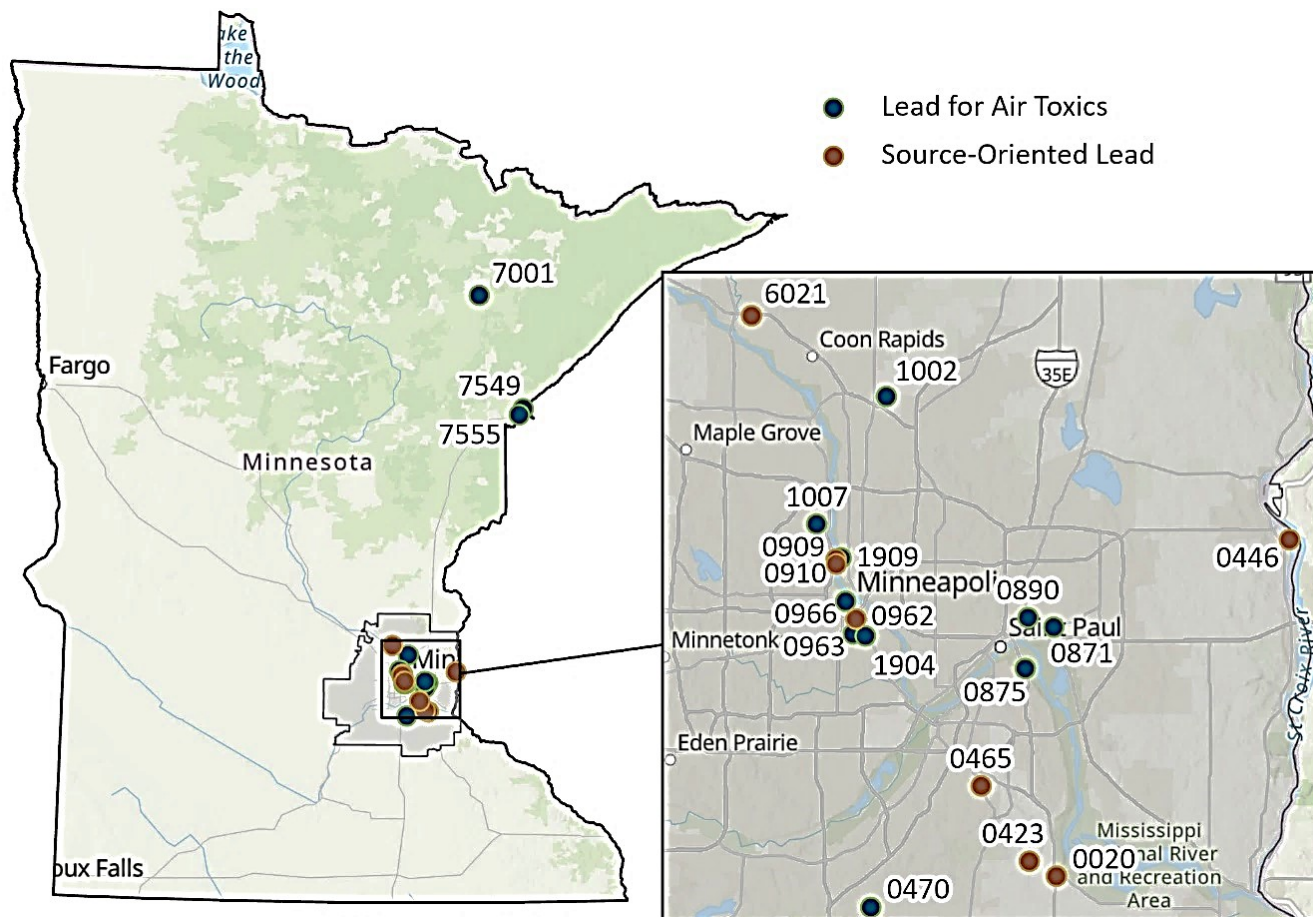 ake
the
Wood
Lead for Air Toxics
Source-Oriented Lead
7001
Fargo
7549
7555
Minnesota
Min
oux Falls
6021
Coon Rapids
1002
35E
Maple Grove
1007
0909
1909
0910
Minneapoli
0446
0890
0966
0962
Minnetonk
0963
Saint Paul
0871
1904
0875
St Croix River
Eden Prairie
0465
0423
Mississippi
0020
nal River
and Recreation
Area
0470